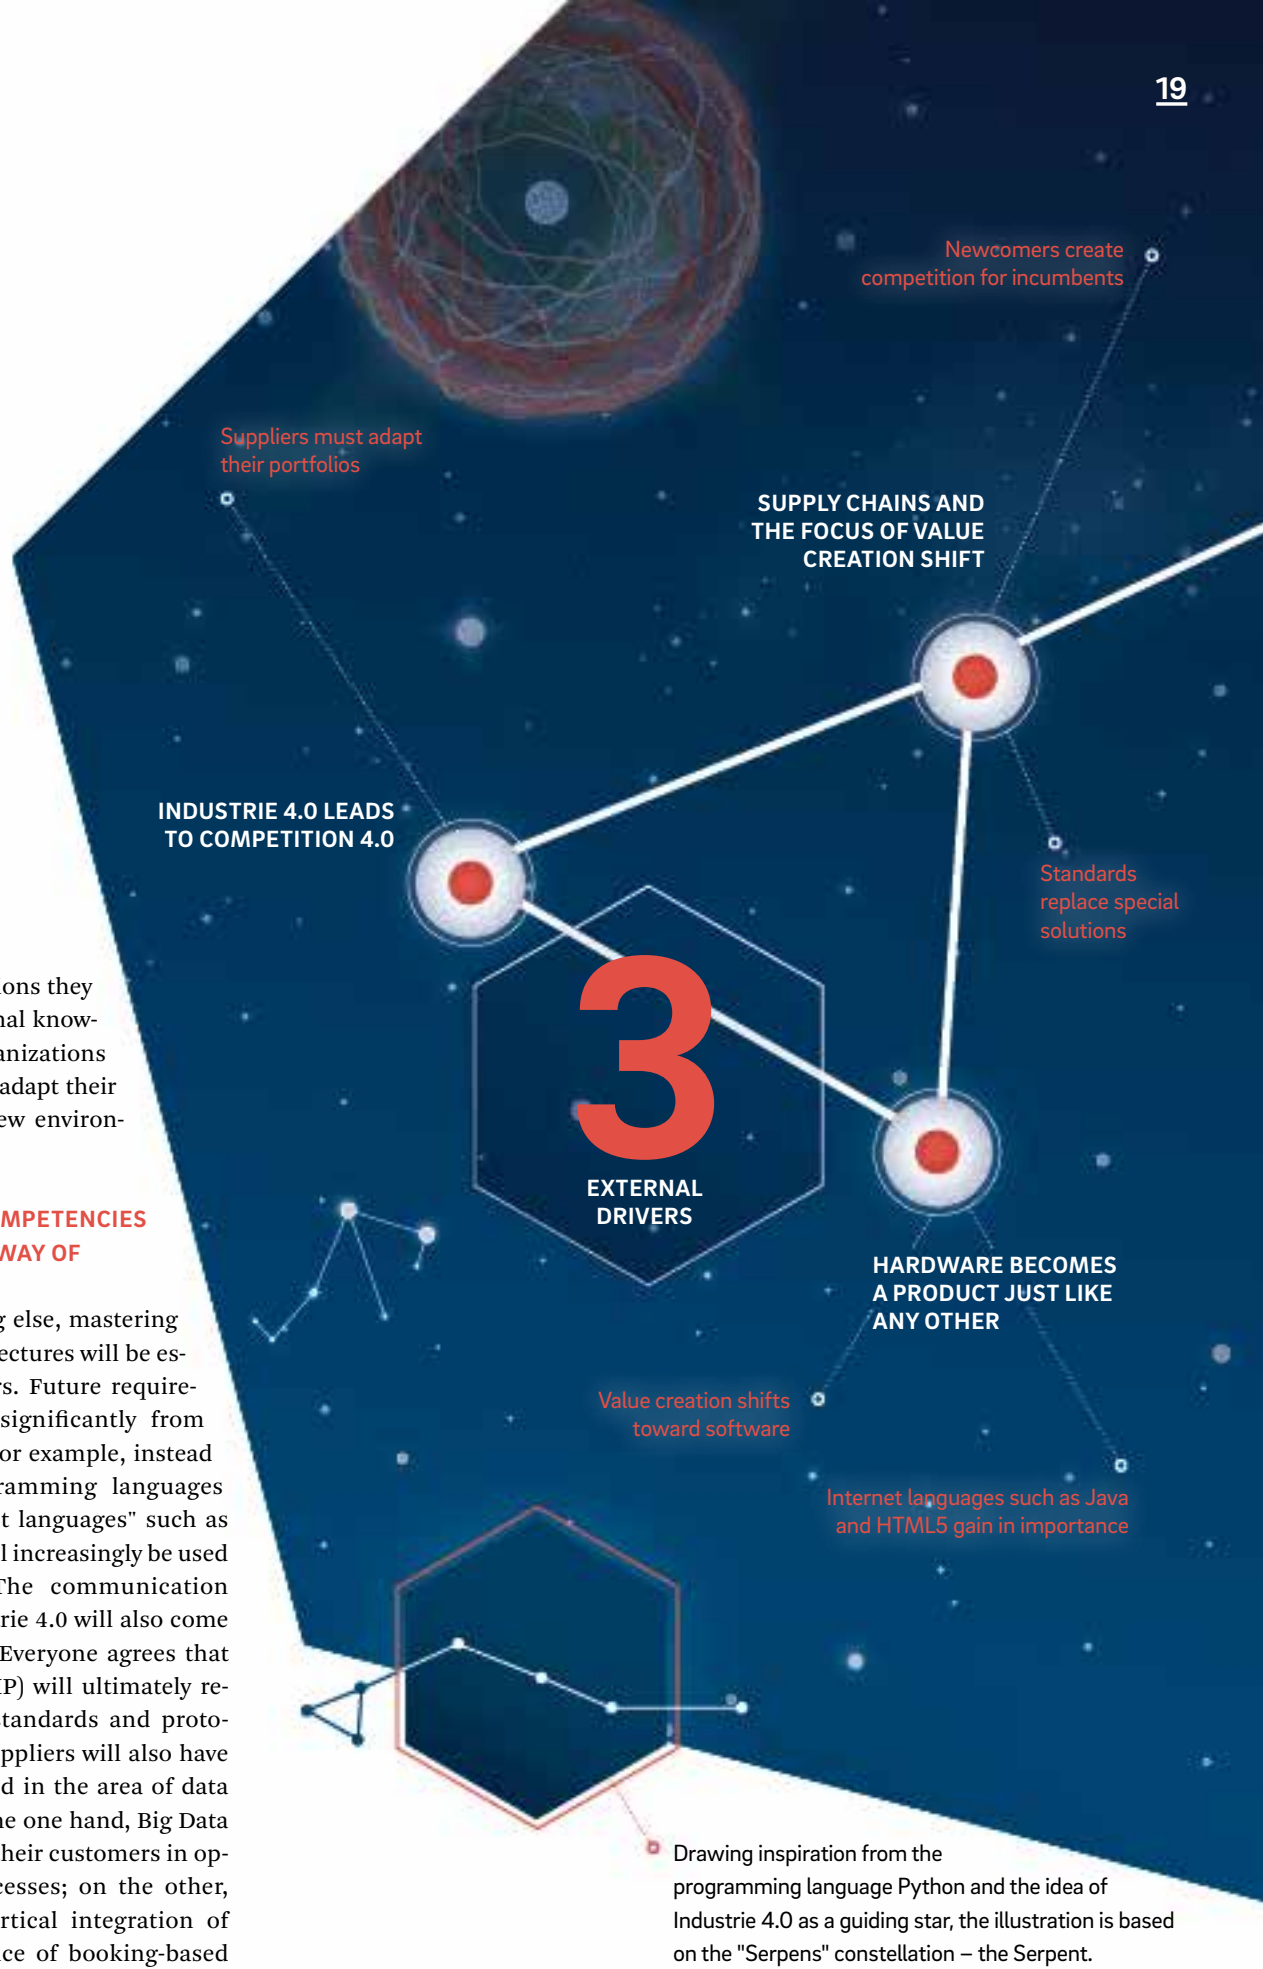 19
Newcomers create
competition for incumbents
Suppliers must adapt
their portfolios
SUPPLY CHAINS AND
THE FOCUS OF VALUE
CREATION SHIFT
INDUSTRIE 4.0 LEADS
TO COMPETITION 4.0
Standards
replace special
solutions
3
EXTERNAL
DRIVERS
HARDWARE BECOMES
A PRODUCT JUST LIKE
ANY OTHER
Value creation shifts
toward software
Internet languages such as Java
and HTML5 gain in importance
ons they
al know-
anizations
adapt their
ew environ-
MPETENCIES
WAY OF
g else, mastering
ectures will be es-
rs. Future require-
significantly from
or example, instead
ramming languages
t languages" such as
l increasingly be used
The communication
rie 4.0 will also come
Everyone agrees that
IP) will ultimately re-
standards and proto-
ppliers will also have
d in the area of data
ne one hand, Big Data
their customers in op-
cesses; on the other,
rtical integration of
ce of booking-based
Drawing inspiration from the
programming language Python and the idea of
Industrie 4.0 as a guiding star, the illustration is based
on the "Serpens" constellation – the Serpent.